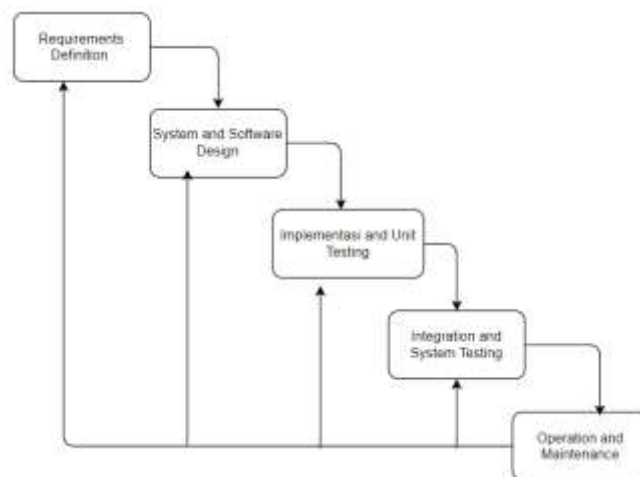 Requirements
Definition
System and Software
Design
Implementasi and Unit
Testing
Integration and
System Testing
Operation and
Maintenance